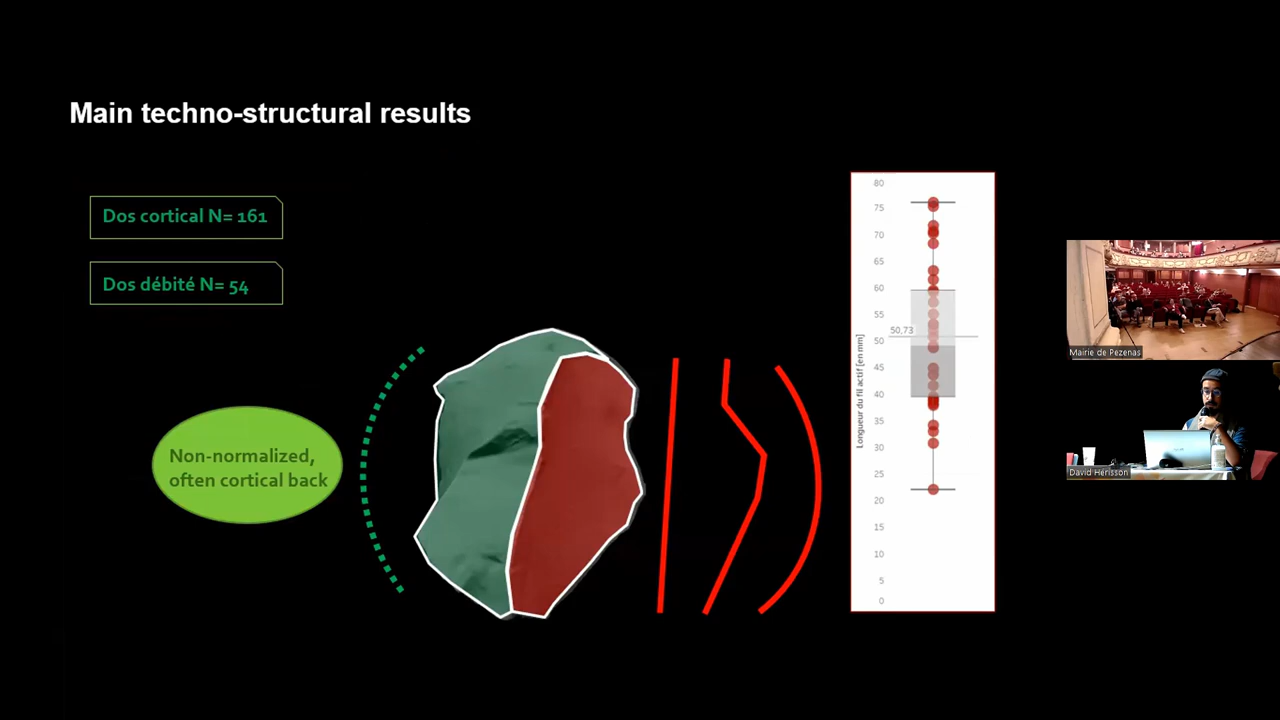 Main techno-structural results
Dos cortical N= 161
Dos débité N= 54
Non-normalized,
often cortical back
Longueur du fil actif [en mm]
80
75
70
65
60
55
50,73
50
45
40
35
30
25
20
15
10
5
0
Mairie de Pezenas
David Hérisson